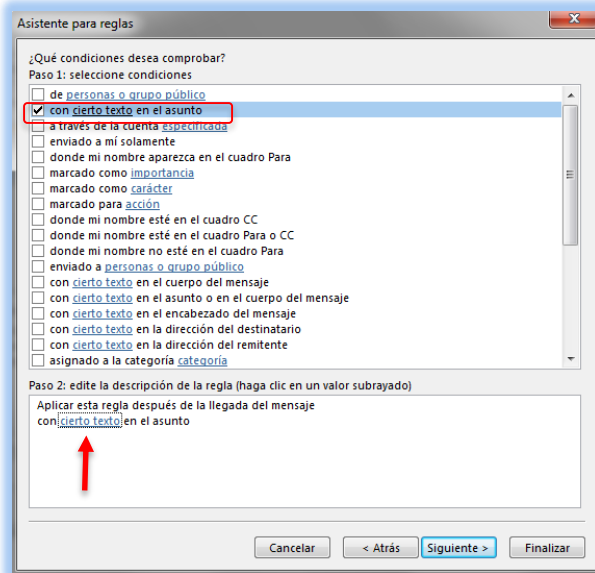 Asistente para reglas
¿Qué condiciones desea comprobar?
Paso 1: seleccione condiciones
de personas o grupo público
con cierto texto en el asunto
a través de la cuenta especificada
enviado a mí solamente
donde mi nombre aparezca en el cuadro Para
marcado como importancia
marcado como carácter
marcado para acción
donde mi nombre esté en el cuadro CC
donde mi nombre esté en el cuadro Para o CC
donde mi nombre no esté en el cuadro Para
enviado a personas o grupo público
con cierto texto en el cuerpo del mensaje
con cierto texto en el asunto o en el cuerpo del mensaje
con cierto texto en el encabezado del mensaje
con cierto texto en la dirección del destinatario
con cierto texto en la dirección del remitente
asignado a la categoría categoría
Paso 2: edite la descripción de la regla (haga clic en un valor subrayado)
Aplicar esta regla después de la llegada del mensaje
con cierto texto en el asunto
Cancelar < Atrás Siguiente > Finalizar